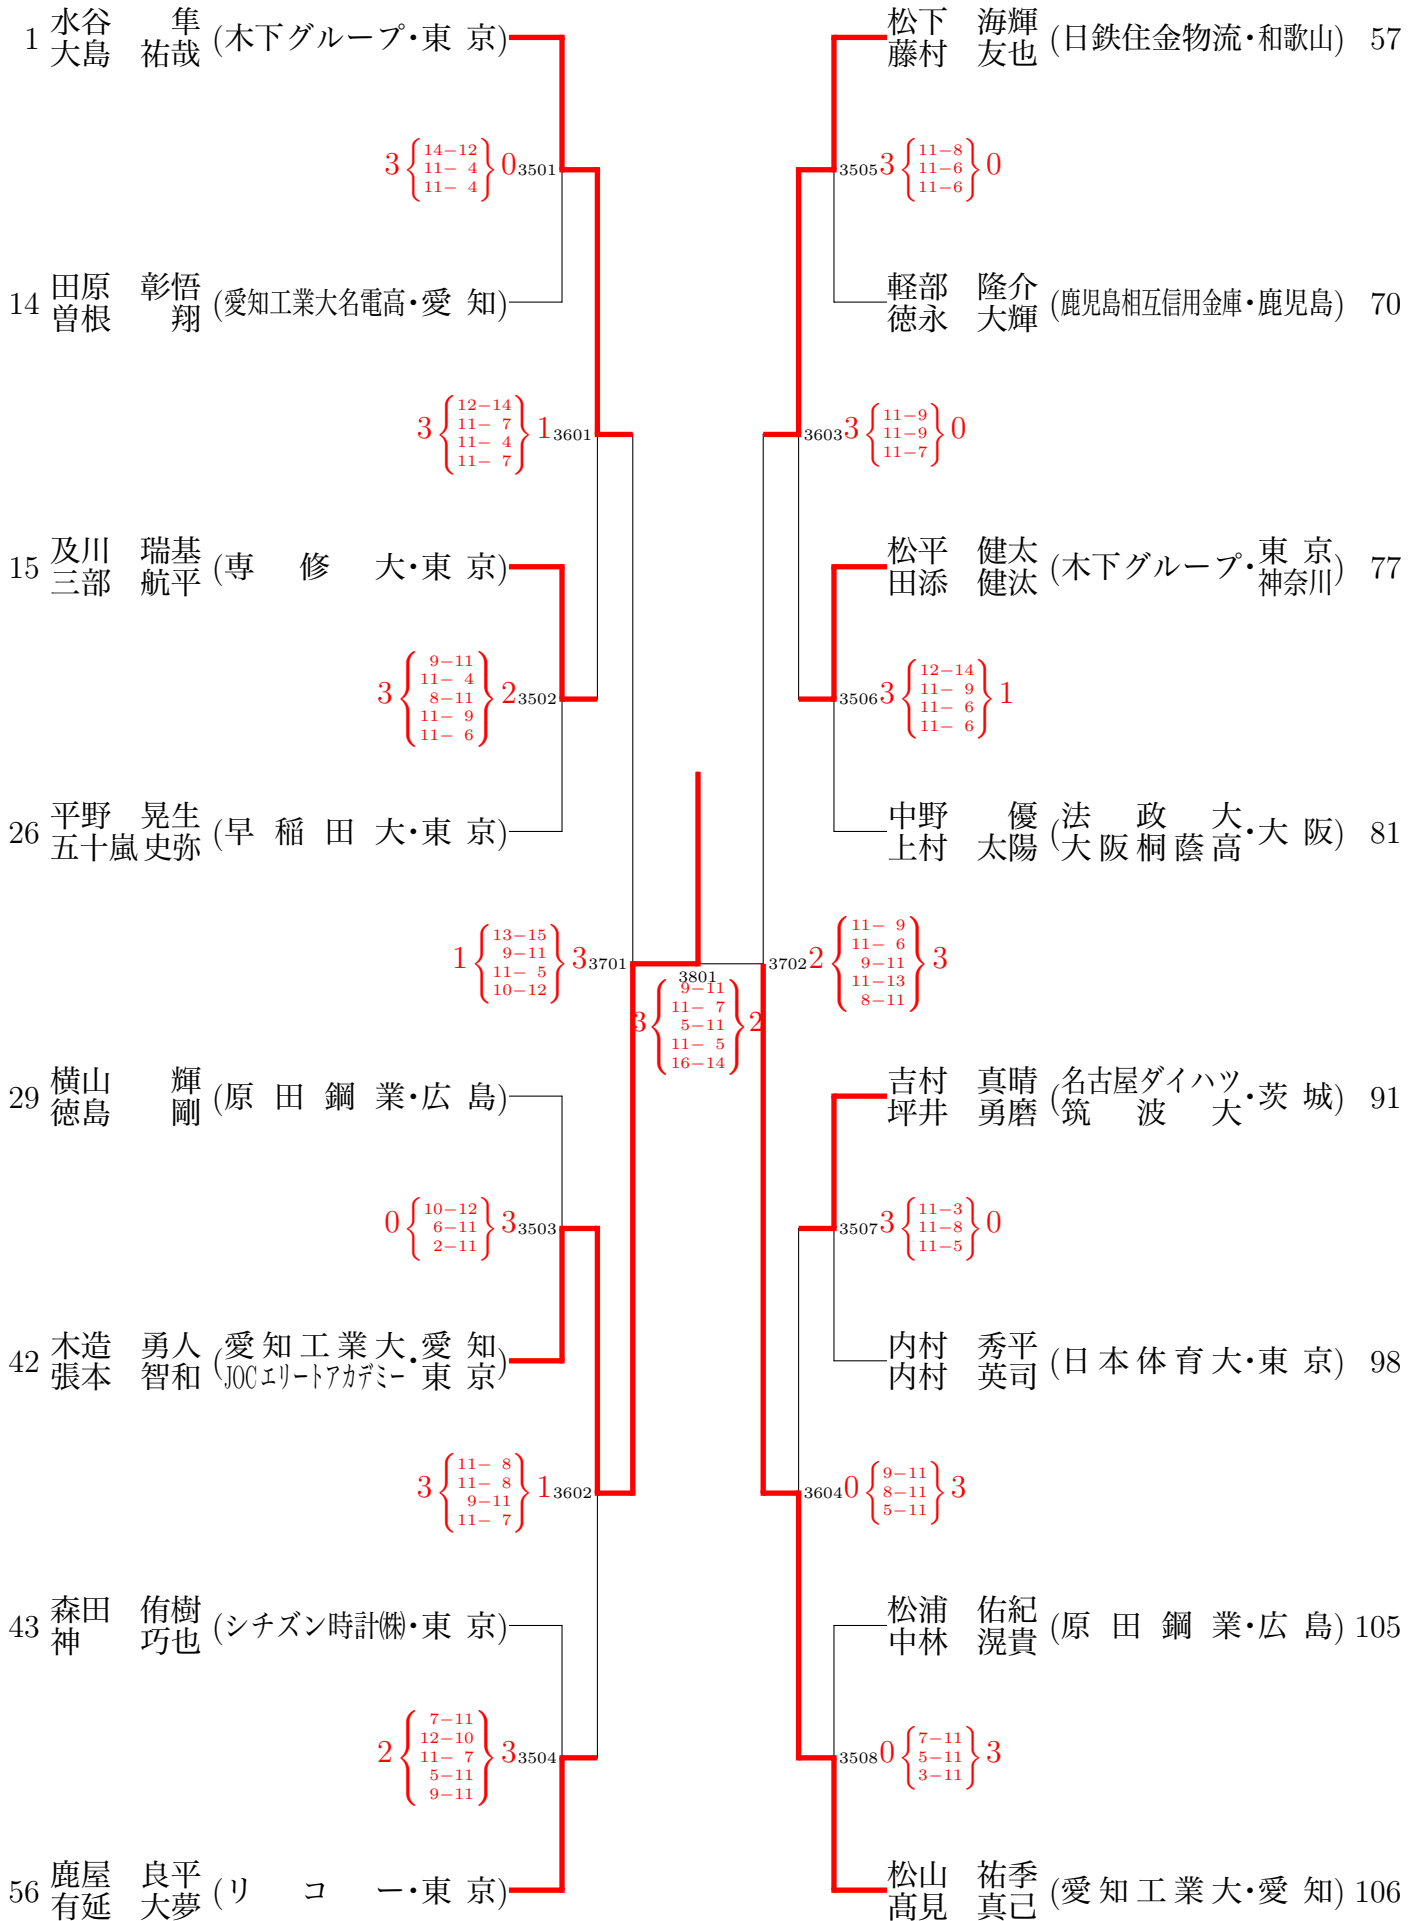 1 水谷 隼 (木下グループ・東 京)
大島 祐哉
3 14−12 0 3501
11− 4
11− 4
14 田原 彰悟 (愛知工業大名電高・愛 知)
曽根 翔
3 12−14 1 3601
11− 7
11− 4
11− 7
15 及川 瑞基 (専 修 大・東 京)
三部 航平
3 9−11 2 3502
11− 4
8−11
11− 9
11− 6
26 平野 晃生 (早 稲 田 大・東 京)
五十嵐 史弥
1 13−15 3 3701
9−11
11− 5
10−12
29 横山 輝 (原 田 鋼 業・広 島)
徳島 剛
0 10−12 3 3503
6−11
2−11
42 木造 勇人 (愛 知 工 業 大・愛 知)
張本 智和 JOCエリートアカデミー 東 京
3 11− 8 1 3602
11− 8
9−11
11− 7
43 森田 侑樹 (シチズン時計㈱・東 京)
神 巧也
2 7−11 3 3504
12−10
11− 7
5−11
9−11
56 鹿屋 良平 (リ コ ー・東 京)
有延 大夢
3801
3 9−11 2
11− 7
5−11
11− 5
16−14
松下 海輝 (日鉄住金物流・和歌山) 57
藤村 友也
3505 3 11−8 0
11−6
11−6
軽部 隆介 (鹿児島相互信用金庫・鹿児島) 70
徳永 大輝
3603 3 11−9 0
11−9
11−7
松平 健太 (木下グループ・東 京) 77
田添 健汰 神奈川
3506 3 12−14 1
11− 9
11− 6
11− 6
中野 優 (法 政 大・大 阪) 81
上村 太陽 大 阪 桐 蔭 高
3702 2 11− 9 3
11− 6
9−11
11−13
8−11
吉村 真晴 (名古屋ダイハツ・茨 城) 91
坪井 勇磨 筑 波 大
3507 3 11−3 0
11−8
11−5
内村 秀平 (日 本 体 育 大・東 京) 98
内村 英司
3604 0 9−11 3
8−11
5−11
松浦 佑紀 (原 田 鋼 業・広 島) 105
中林 滉貴
3508 0 7−11 3
5−11
3−11
松山 祐季 (愛 知 工 業 大・愛 知) 106
髙見 真己